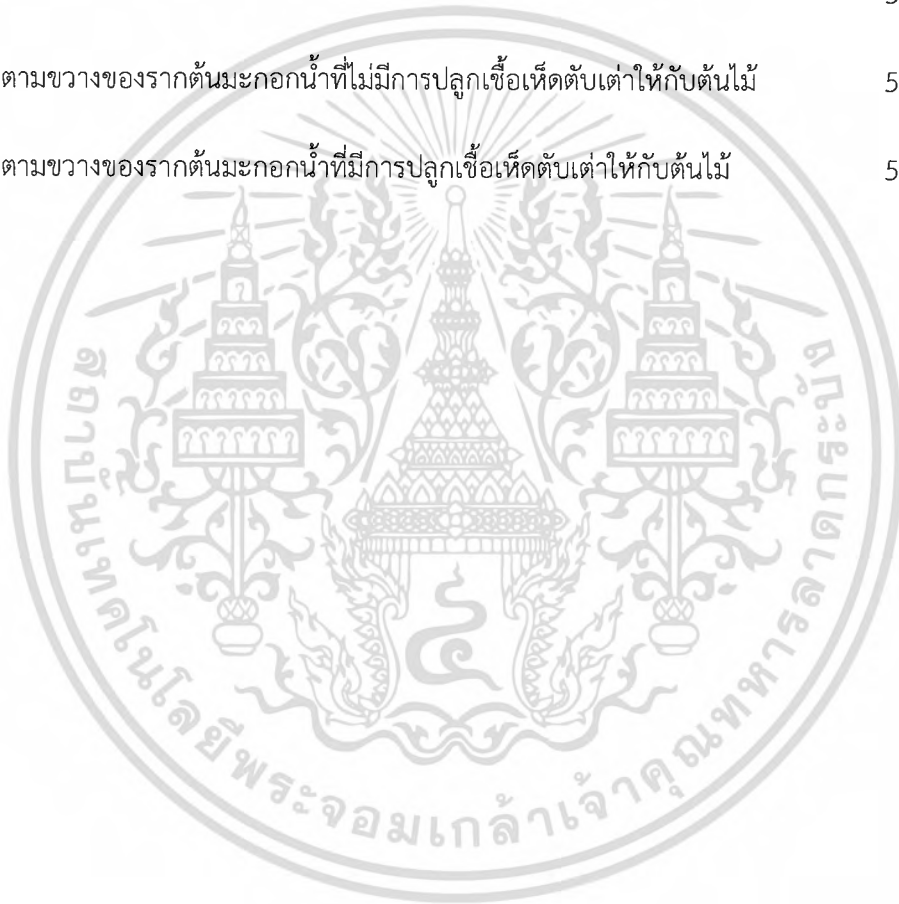 ตามขวางของรากต้นมะกอกน้ำที่ไม่มีการปลูกเชื้อเห็ดตับเต่าให้กับต้นไม้ 5
ตามขวางของรากต้นมะกอกน้ำที่มีการปลูกเชื้อเห็ดตับเต่าให้กับต้นไม้ 5
สถาบันเทคโนโลยีพระจอมเกล้าเจ้าคุณทหารลาดกระบัง